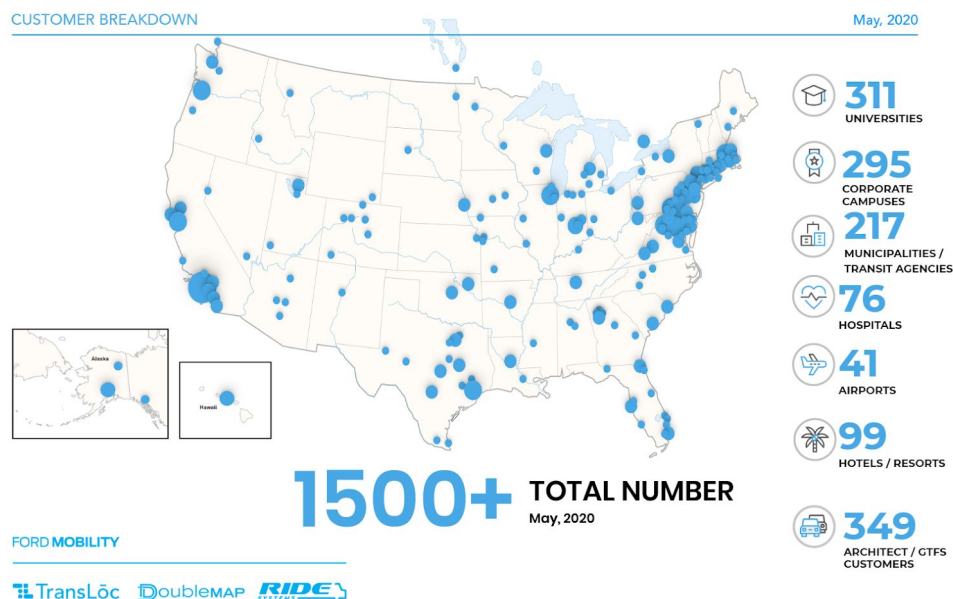 CUSTOMER BREAKDOWN
May, 2020
311
UNIVERSITIES
295
CORPORATE
CAMPUSES
217
MUNICIPALITIES /
TRANSIT AGENCIES
76
HOSPITALS
41
AIRPORTS
99
HOTELS / RESORTS
349
ARCHITECT / GTFS
CUSTOMERS
Alaska
Hawaii
1500+
TOTAL NUMBER
May, 2020
FORD MOBILITY
TransLōc
DOUBLEMAP
RIDE
SYSTEMS